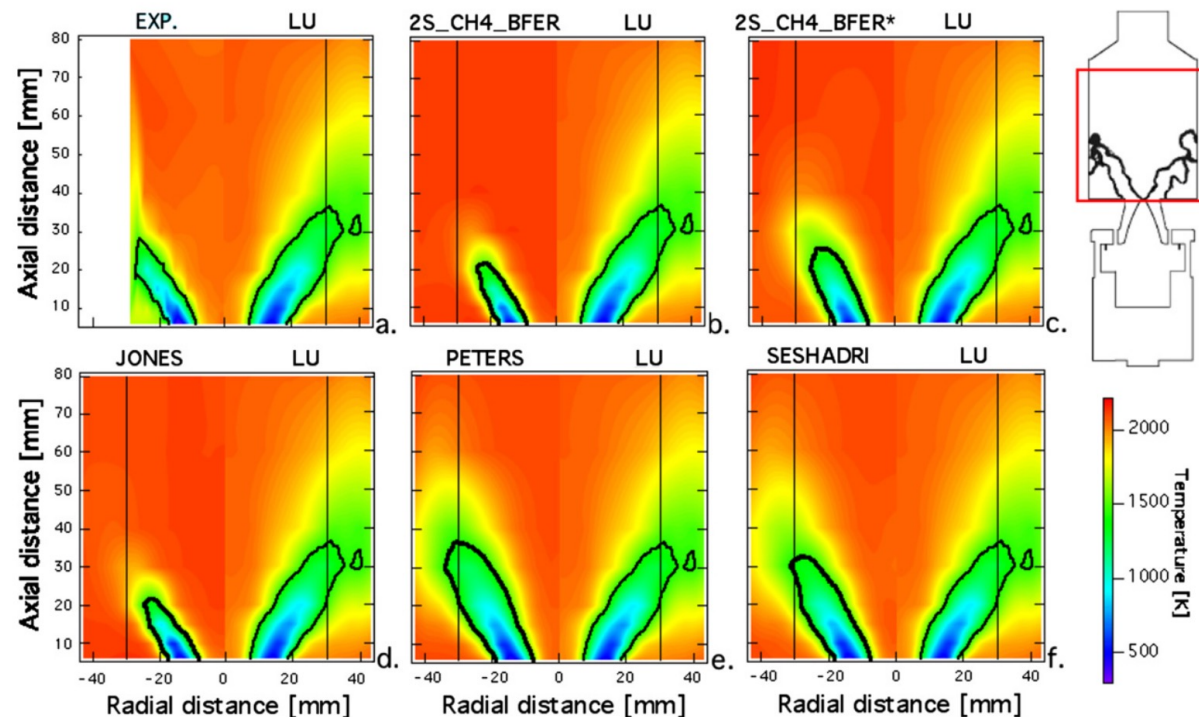 EXP. LU 2S_CH4_BFER LU 2S_CH4_BFER* LU
Axial distance [mm]
80
70
60
50
40
30
20
10
a. b. c.
JONES LU PETERS LU SESHADRI LU
Axial distance [mm]
80
70
60
50
40
30
20
10
d. e. f.
-40 -20 0 20 40 -40 -20 0 20 40 -40 -20 0 20 40
Radial distance [mm] Radial distance [mm] Radial distance [mm]
2000
1500
1000
500
Temperature [K]